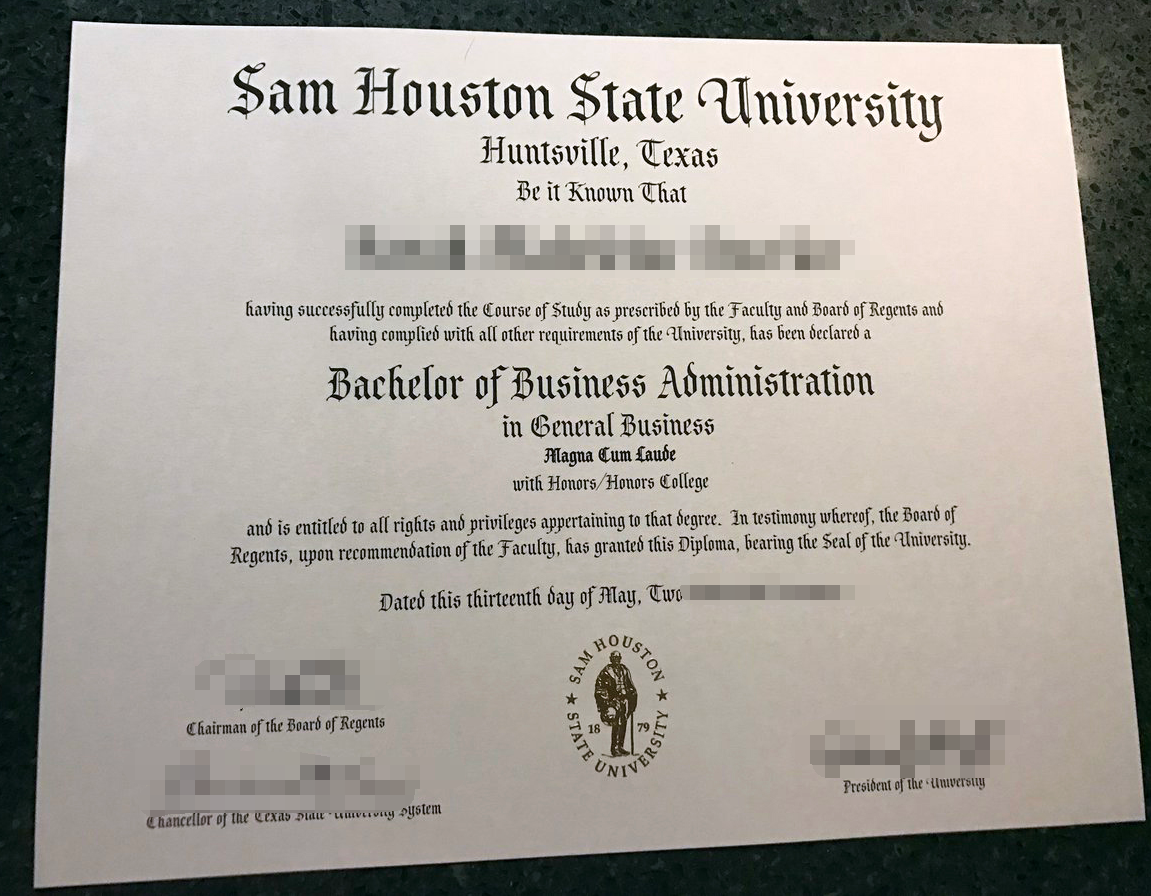 Sam Houston State University
Huntsville, Texas
Be it Known That
having successfully completed the Course of Study as prescribed by the Faculty and Board of Regents and
having complied with all other requirements of the University, has been declared a
Bachelor of Business Administration
in General Business
Magna Cum Laude
with Honors/Honors College
and is entitled to all rights and privileges appertaining to that degree. In testimony whereof, the Board of
Regents, upon recommendation of the Faculty, has granted this Diploma, bearing the Seal of the University.
Dated this thirteenth day of May, Two
SAM HOUSTON STATE UNIVERSITY
18 79
Chairman of the Board of Regents
Chancellor of the Texas State University System
President of the University